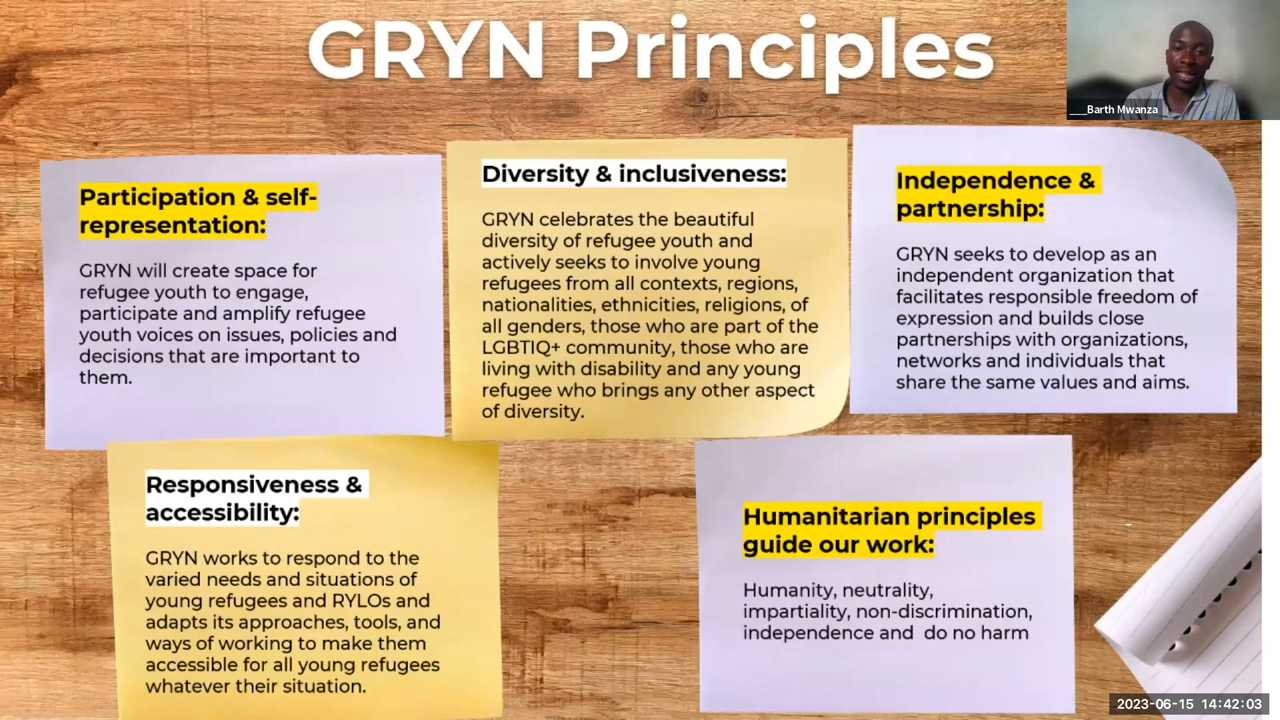 GRYN Principles
____Barth Mwanza
Participation & self-
representation:
GRYN will create space for
refugee youth to engage,
participate and amplify refugee
youth voices on issues, policies and
decisions that are important to
them.
Diversity & inclusiveness:
GRYN celebrates the beautiful
diversity of refugee youth and
actively seeks to involve young
refugees from all contexts, regions,
nationalities, ethnicities, religions, of
all genders, those who are part of the
LGBTIQ+ community, those who are
living with disability and any young
refugee who brings any other aspect
of diversity.
Independence &
partnership:
GRYN seeks to develop as an
independent organization that
facilitates responsible freedom of
expression and builds close
partnerships with organizations,
networks and individuals that
share the same values and aims.
Responsiveness &
accessibility:
GRYN works to respond to the
varied needs and situations of
young refugees and RYLOs and
adapts its approaches, tools, and
ways of working to make them
accessible for all young refugees
whatever their situation.
Humanitarian principles
guide our work:
Humanity, neutrality,
impartiality, non-discrimination,
independence and  do no harm
2023-06-15 14:42:03